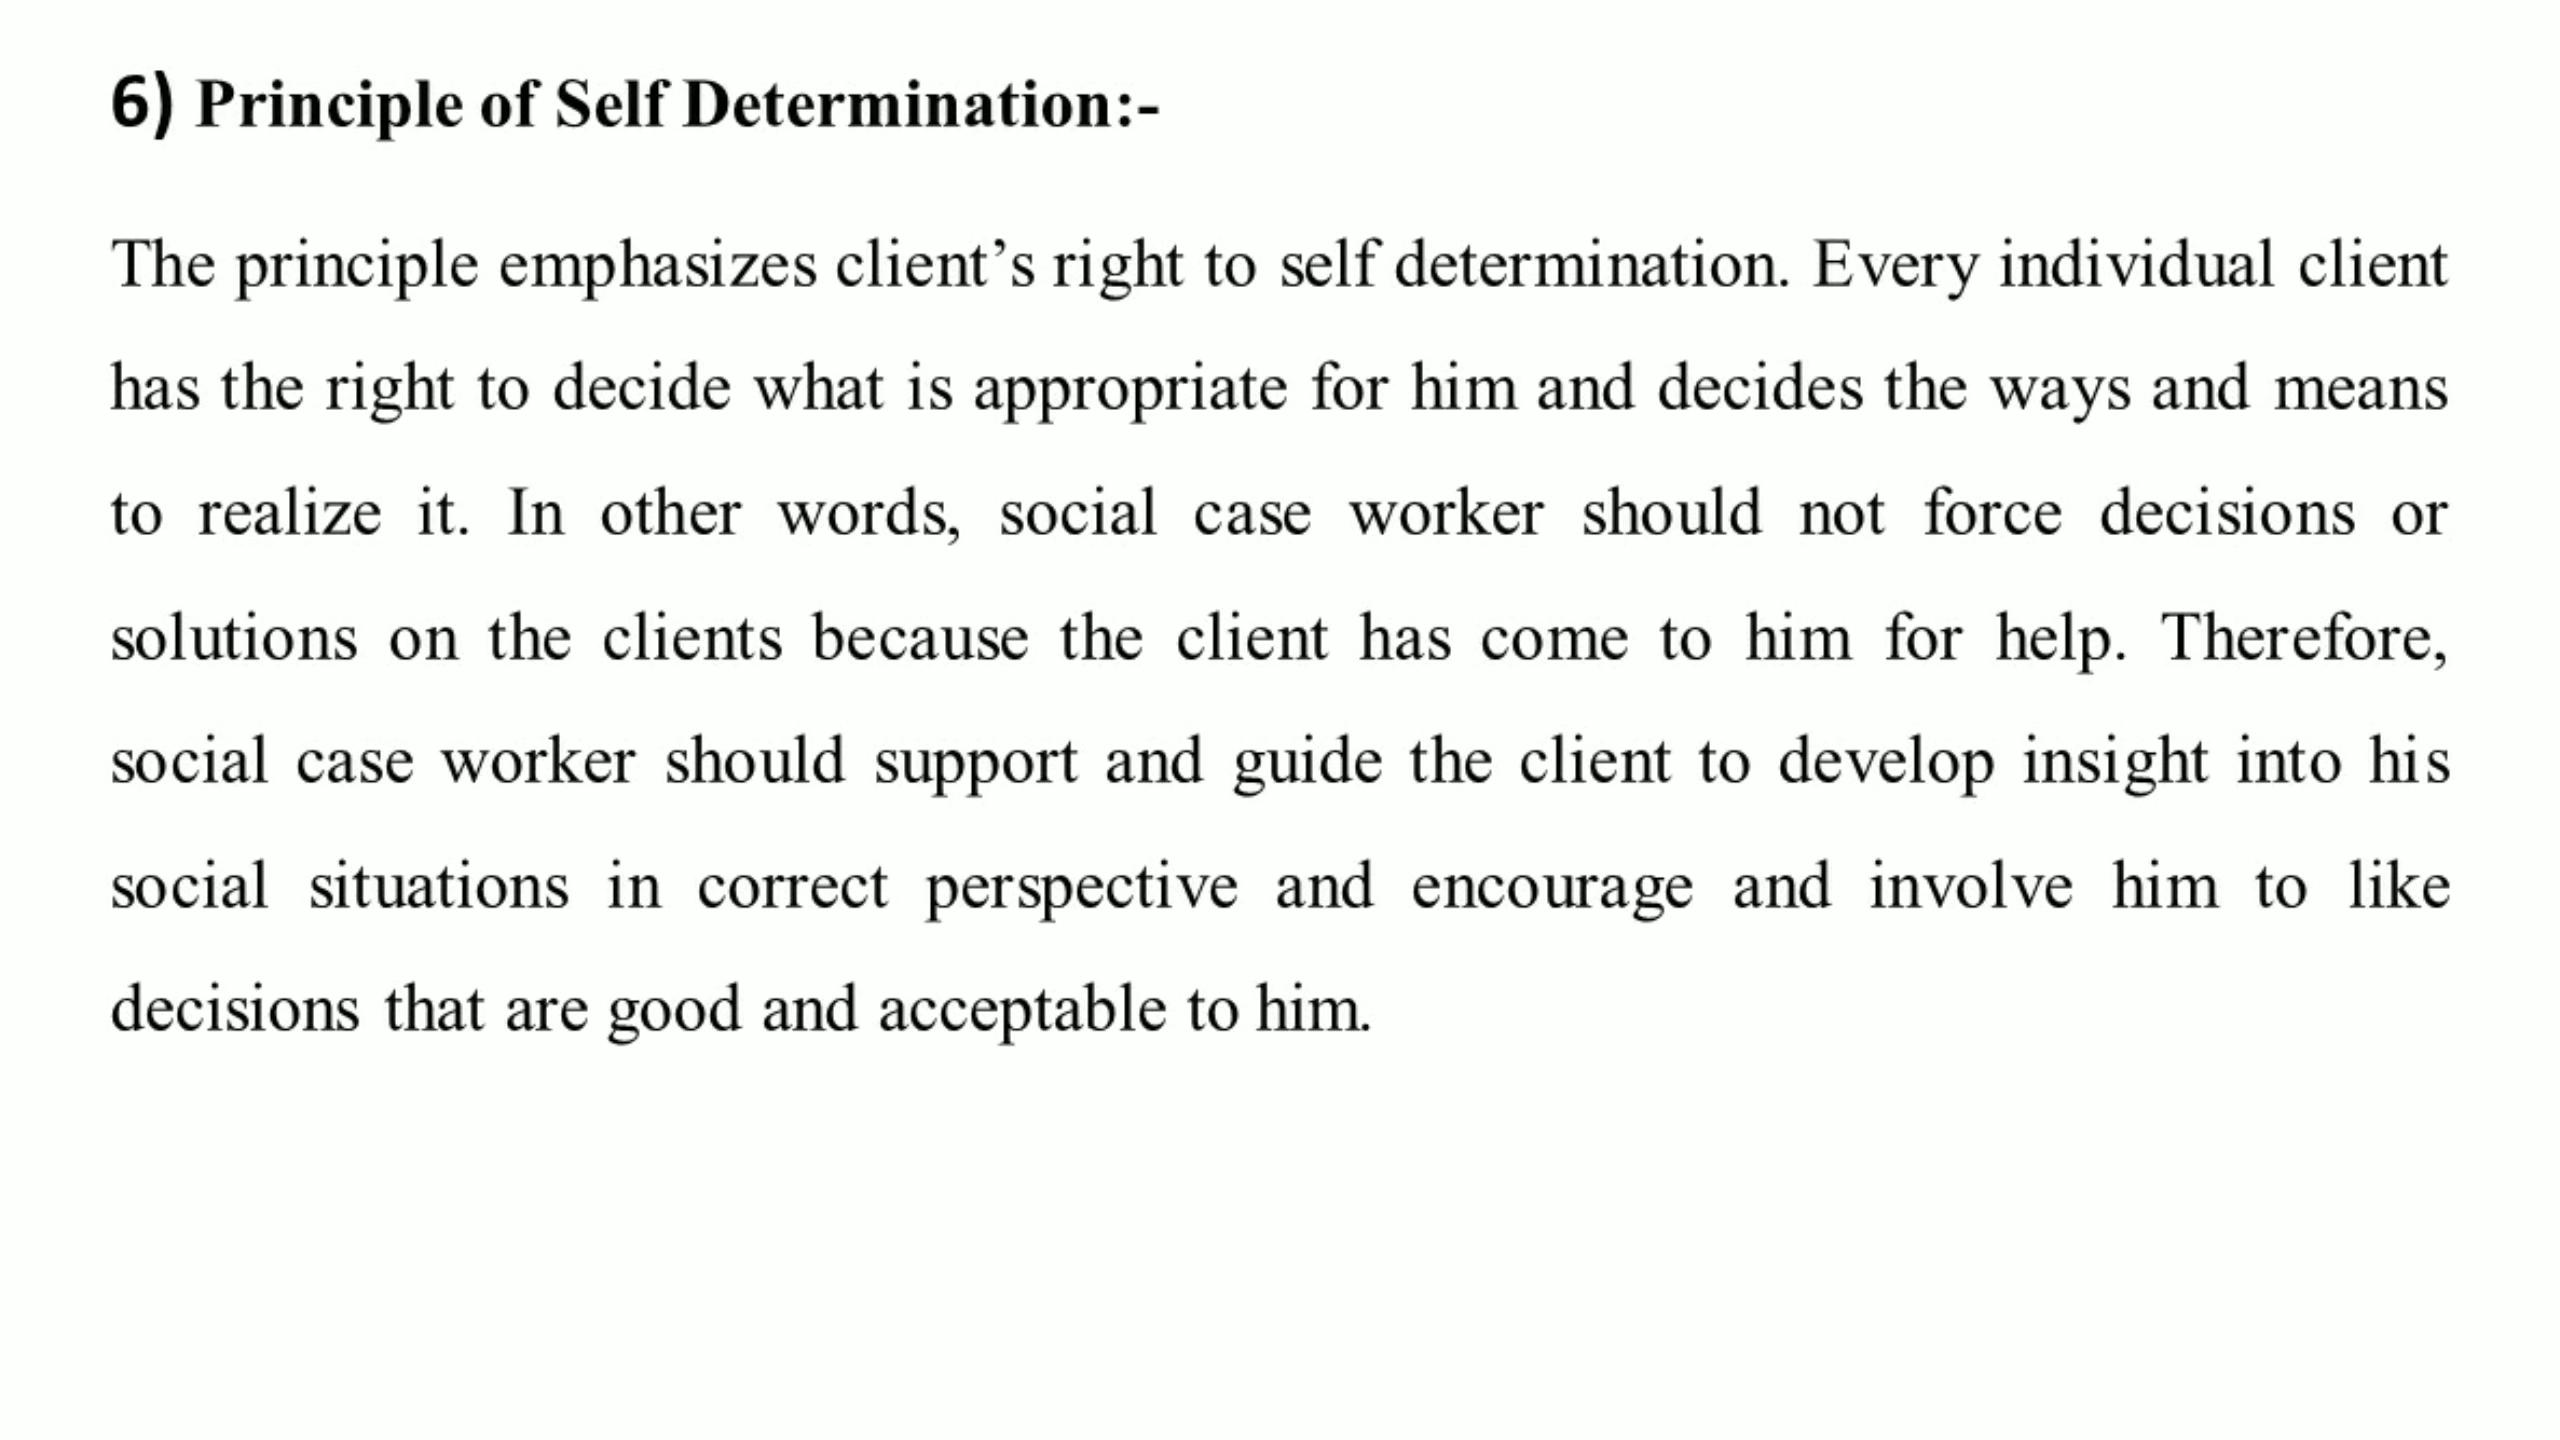 6) Principle of Self Determination:-
The principle emphasizes client’s right to self determination. Every individual client
has the right to decide what is appropriate for him and decides the ways and means
to realize it. In other words, social case worker should not force decisions or
solutions on the clients because the client has come to him for help. Therefore,
social case worker should support and guide the client to develop insight into his
social situations in correct perspective and encourage and involve him to like
decisions that are good and acceptable to him.